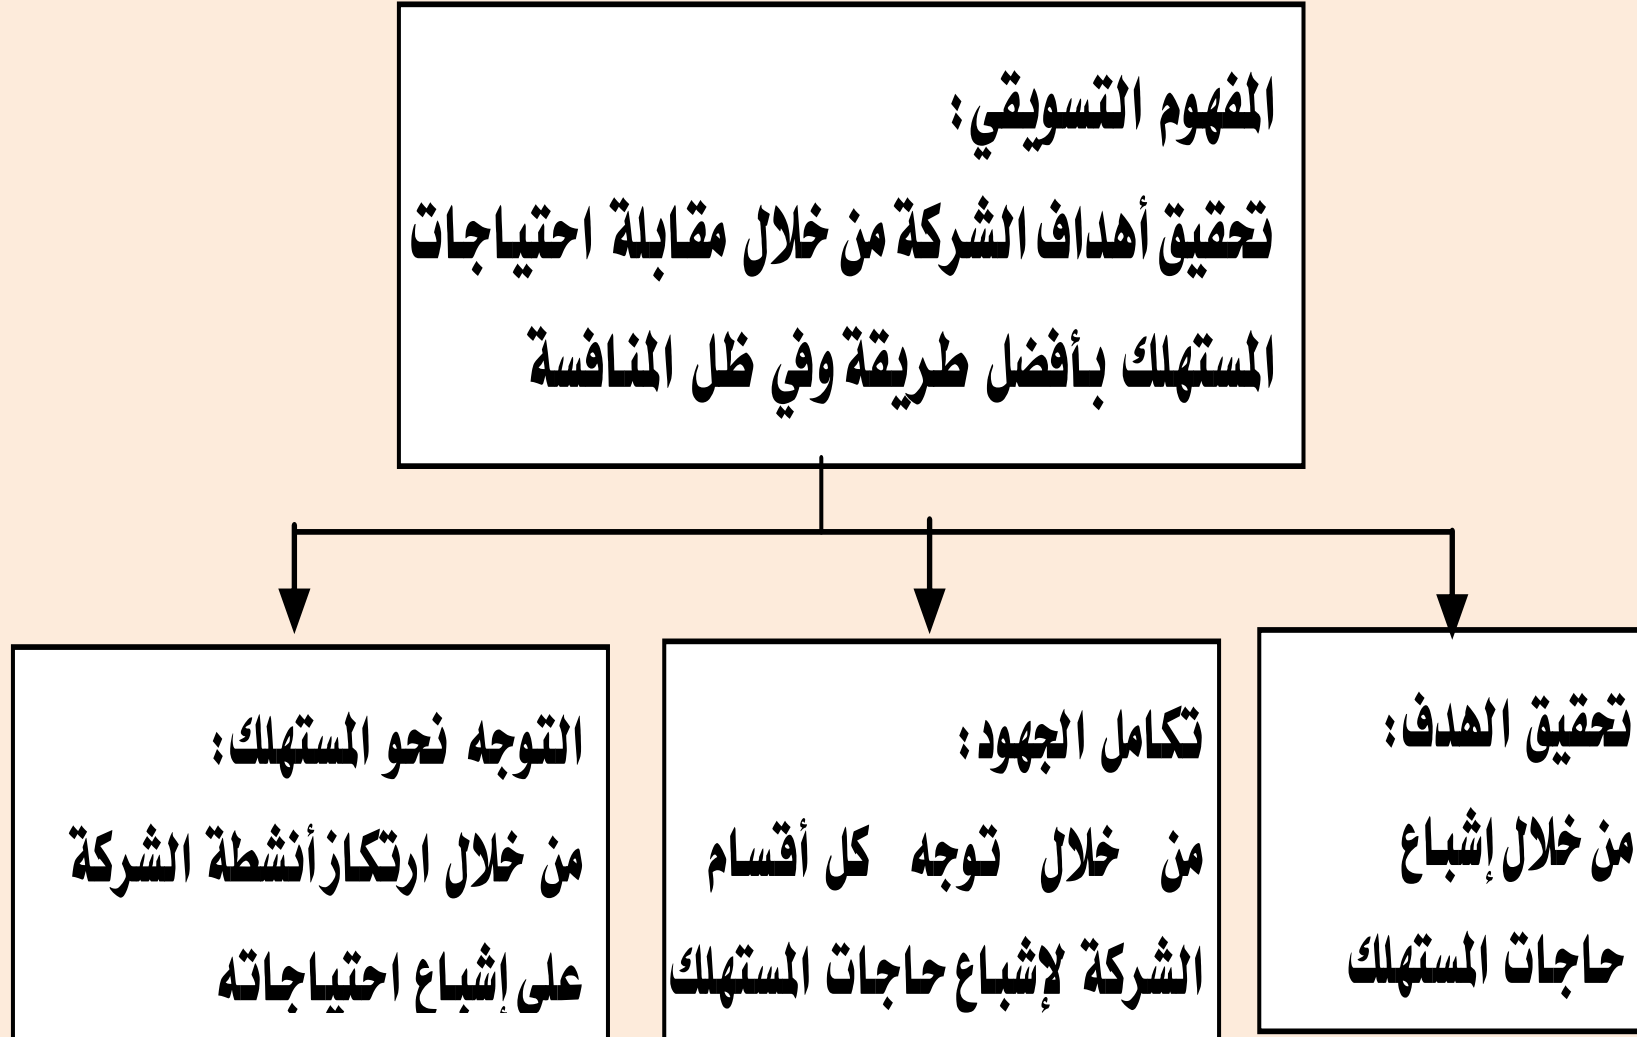 المفهوم التسويقي:
تحقيق أهداف الشركة من خلال مقابلة احتياجات
المستهلك بأفضل طريقة وفي ظل المنافسة
تحقيق الهدف:
من خلال إشباع
حاجات المستهلك
تكامل الجهود:
من خلال توجه كل أقسام
الشركة لإشباع حاجات المستهلك
التوجه نحو المستهلك:
من خلال ارتكاز أنشطة الشركة
على إشباع احتياجاته